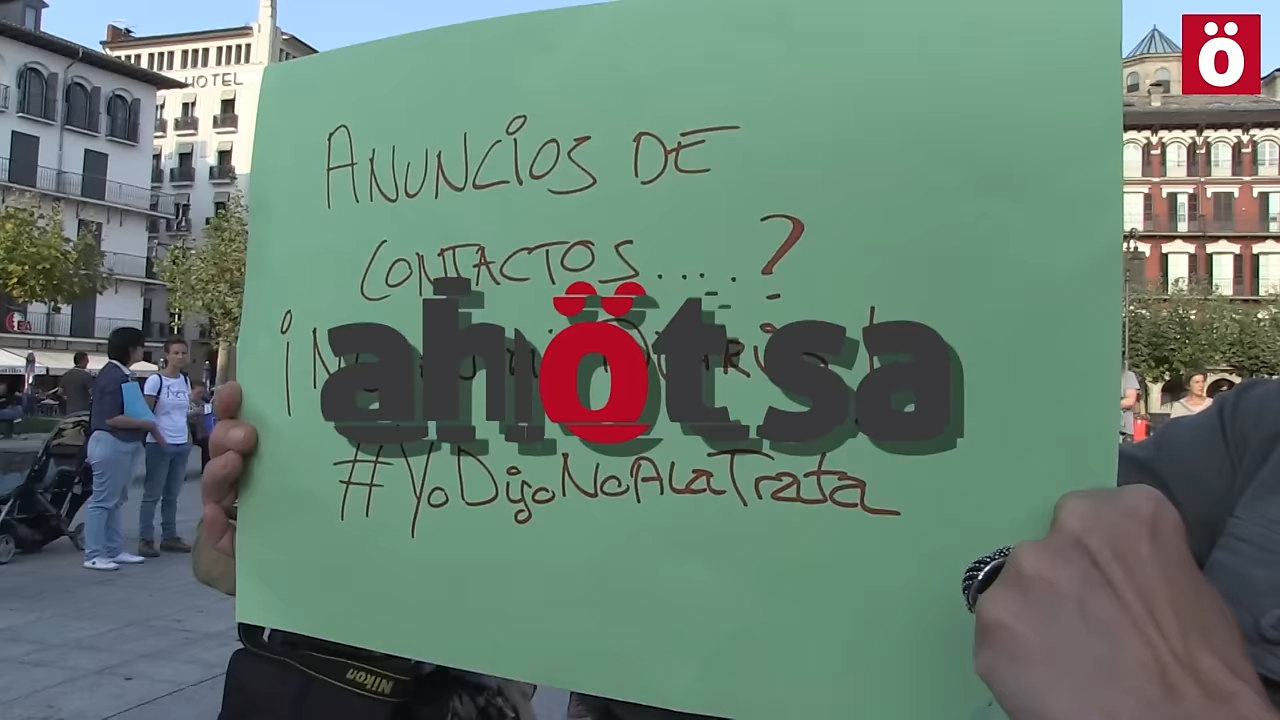 HOTEL
ö
ANUNCIOS DE
CONTACTOS....?
¡N
ahötsa
#YoDigoNoALaTrata
Nikon